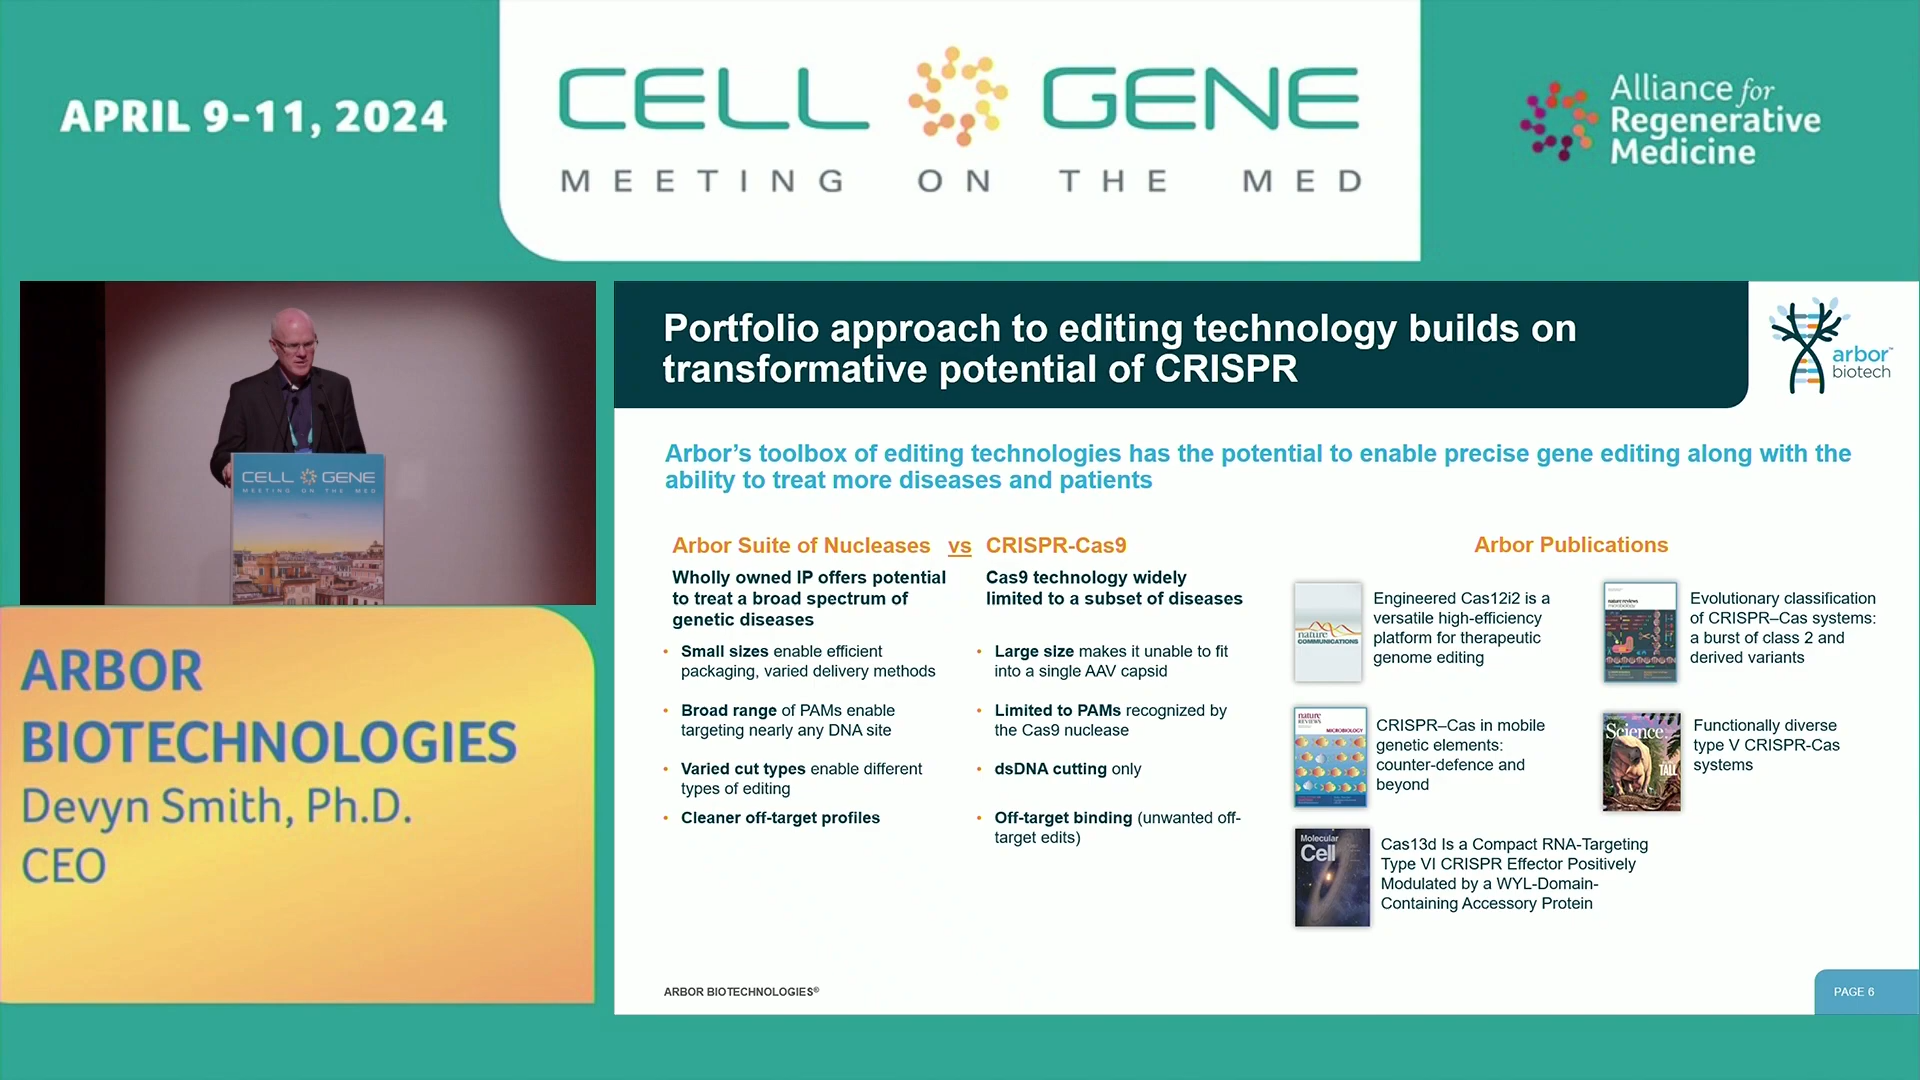 APRIL 9-11, 2024
CELL GENE
MEETING ON THE MED
Alliance for
Regenerative
Medicine
CELL GENE
MEETING ON THE MED
ARBOR
BIOTECHNOLOGIES
Devyn Smith, Ph.D.
CEO
Portfolio approach to editing technology builds on
transformative potential of CRISPR
arbor™
biotech
Arbor’s toolbox of editing technologies has the potential to enable precise gene editing along with the
ability to treat more diseases and patients
Arbor Suite of Nucleases vs CRISPR-Cas9
Wholly owned IP offers potential
to treat a broad spectrum of
genetic diseases
• Small sizes enable efficient
packaging, varied delivery methods
• Broad range of PAMs enable
targeting nearly any DNA site
• Varied cut types enable different
types of editing
• Cleaner off-target profiles
Cas9 technology widely
limited to a subset of diseases
• Large size makes it unable to fit
into a single AAV capsid
• Limited to PAMs recognized by
the Cas9 nuclease
• dsDNA cutting only
• Off-target binding (unwanted off-
target edits)
Arbor Publications
nature
COMMUNICATIONS
Engineered Cas12i2 is a
versatile high-efficiency
platform for therapeutic
genome editing
nature reviews
microbiology
Evolutionary classification
of CRISPR–Cas systems:
a burst of class 2 and
derived variants
nature
REVIEWS
MICROBIOLOGY
CRISPR–Cas in mobile
genetic elements:
counter-defence and
beyond
Science
TALL
Functionally diverse
type V CRISPR-Cas
systems
Molecular
Cell
Cas13d Is a Compact RNA-Targeting
Type VI CRISPR Effector Positively
Modulated by a WYL-Domain-
Containing Accessory Protein
ARBOR BIOTECHNOLOGIES®
PAGE 6